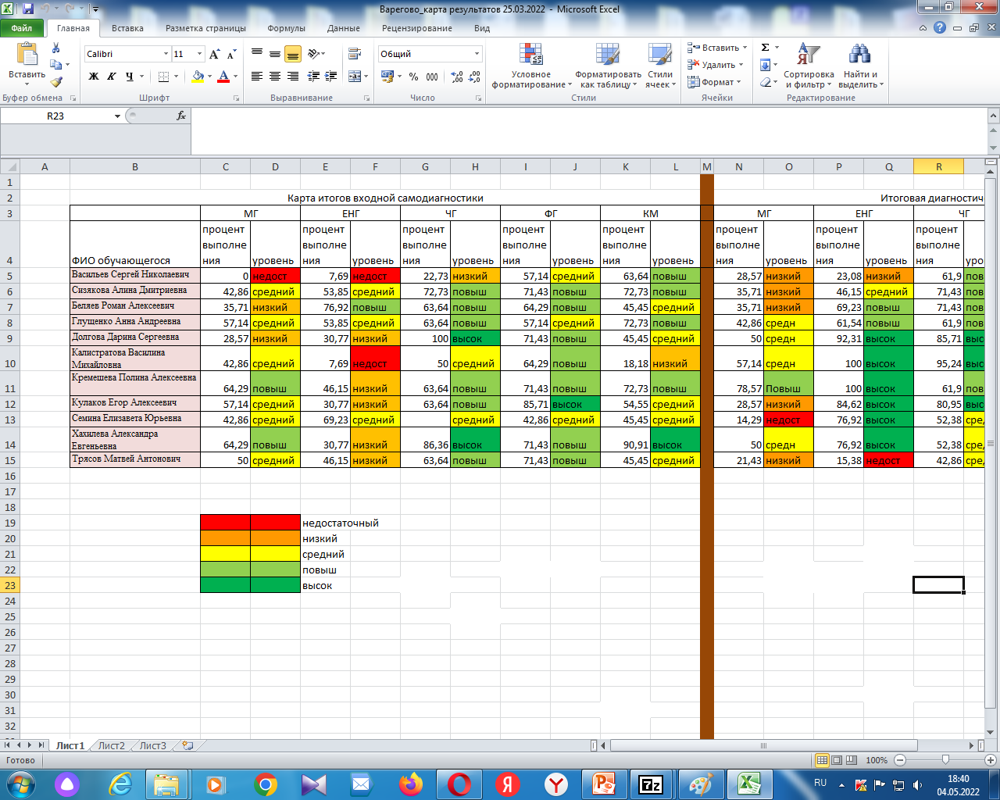 Варегово_карта результатов 25.03.2022 - Microsoft Excel
Файл Главная Вставка Разметка страницы Формулы Данные Рецензирование Вид
Вставить
Буфер обмена
Calibri 11
Ж К Ч
Шрифт
Выравнивание
Общий
% 000
Число
Условное форматирование
Форматировать как таблицу
Стили ячеек
Стили
Вставить
Удалить
Формат
Ячейки
Сортировка и фильтр
Найти и выделить
Редактирование
R23 fx
A B C D E F G H I J K L M N O P Q R
1
2 Карта итогов входной самодиагностики Итоговая диагностич
3 МГ ЕНГ ЧГ ФГ КМ МГ ЕНГ ЧГ
4 ФИО обучающегося процент выполнения уровень процент выполнения уровень процент выполнения уровень процент выполнения уровень процент выполнения уровень процент выполнения уровень процент выполнения уровень процент выполнения уро
5 Васильев Сергей Николаевич 0 недост 7,69 недост 22,73 низкий 57,14 средний 63,64 повыш 28,57 низкий 23,08 низкий 61,9 пов
6 Сизякова Алина Дмитриевна 42,86 средний 53,85 средний 72,73 повыш 71,43 повыш 72,73 повыш 35,71 низкий 46,15 средний 71,43 пов
7 Беляев Роман Алексеевич 35,71 низкий 76,92 повыш 63,64 повыш 64,29 повыш 45,45 средний 35,71 низкий 69,23 повыш 71,43 пов
8 Глущенко Анна Андреевна 57,14 средний 53,85 средний 63,64 повыш 57,14 средний 72,73 повыш 42,86 средн 61,54 повыш 61,9 пов
9 Долгова Дарина Сергеевна 28,57 низкий 30,77 низкий 100 высок 71,43 повыш 45,45 средний 50 средн 92,31 высок 85,71 выс
10 Калистратова Василина Михайловна 42,86 средний 7,69 недост 50 средний 64,29 повыш 18,18 низкий 57,14 средн 100 высок 95,24 выс
11 Кремешева Полина Алексеевна 64,29 повыш 46,15 низкий 63,64 повыш 71,43 повыш 72,73 повыш 78,57 Повыш 100 высок 61,9 пов
12 Кулаков Егор Алексеевич 57,14 средний 30,77 низкий 63,64 повыш 85,71 высок 54,55 средний 28,57 низкий 84,62 высок 80,95 выс
13 Семина Елизавета Юрьевна 42,86 средний 69,23 средний средний 42,86 средний 45,45 средний 14,29 недост 76,92 высок 52,38 сред
14 Хахилева Александра Евгеньевна 64,29 повыш 30,77 низкий 86,36 высок 71,43 повыш 90,91 высок 50 средн 76,92 высок 52,38 сред
15 Трясов Матвей Антонович 50 средний 46,15 низкий 63,64 повыш 71,43 повыш 45,45 средний 21,43 низкий 15,38 недост 42,86 сред
16
17
18
19 недостаточный
20 низкий
21 средний
22 повыш
23 высок
24
25
26
27
28
29
30
31
32
Лист1 Лист2 Лист3
Готово 100%
RU 18:40
04.05.2022